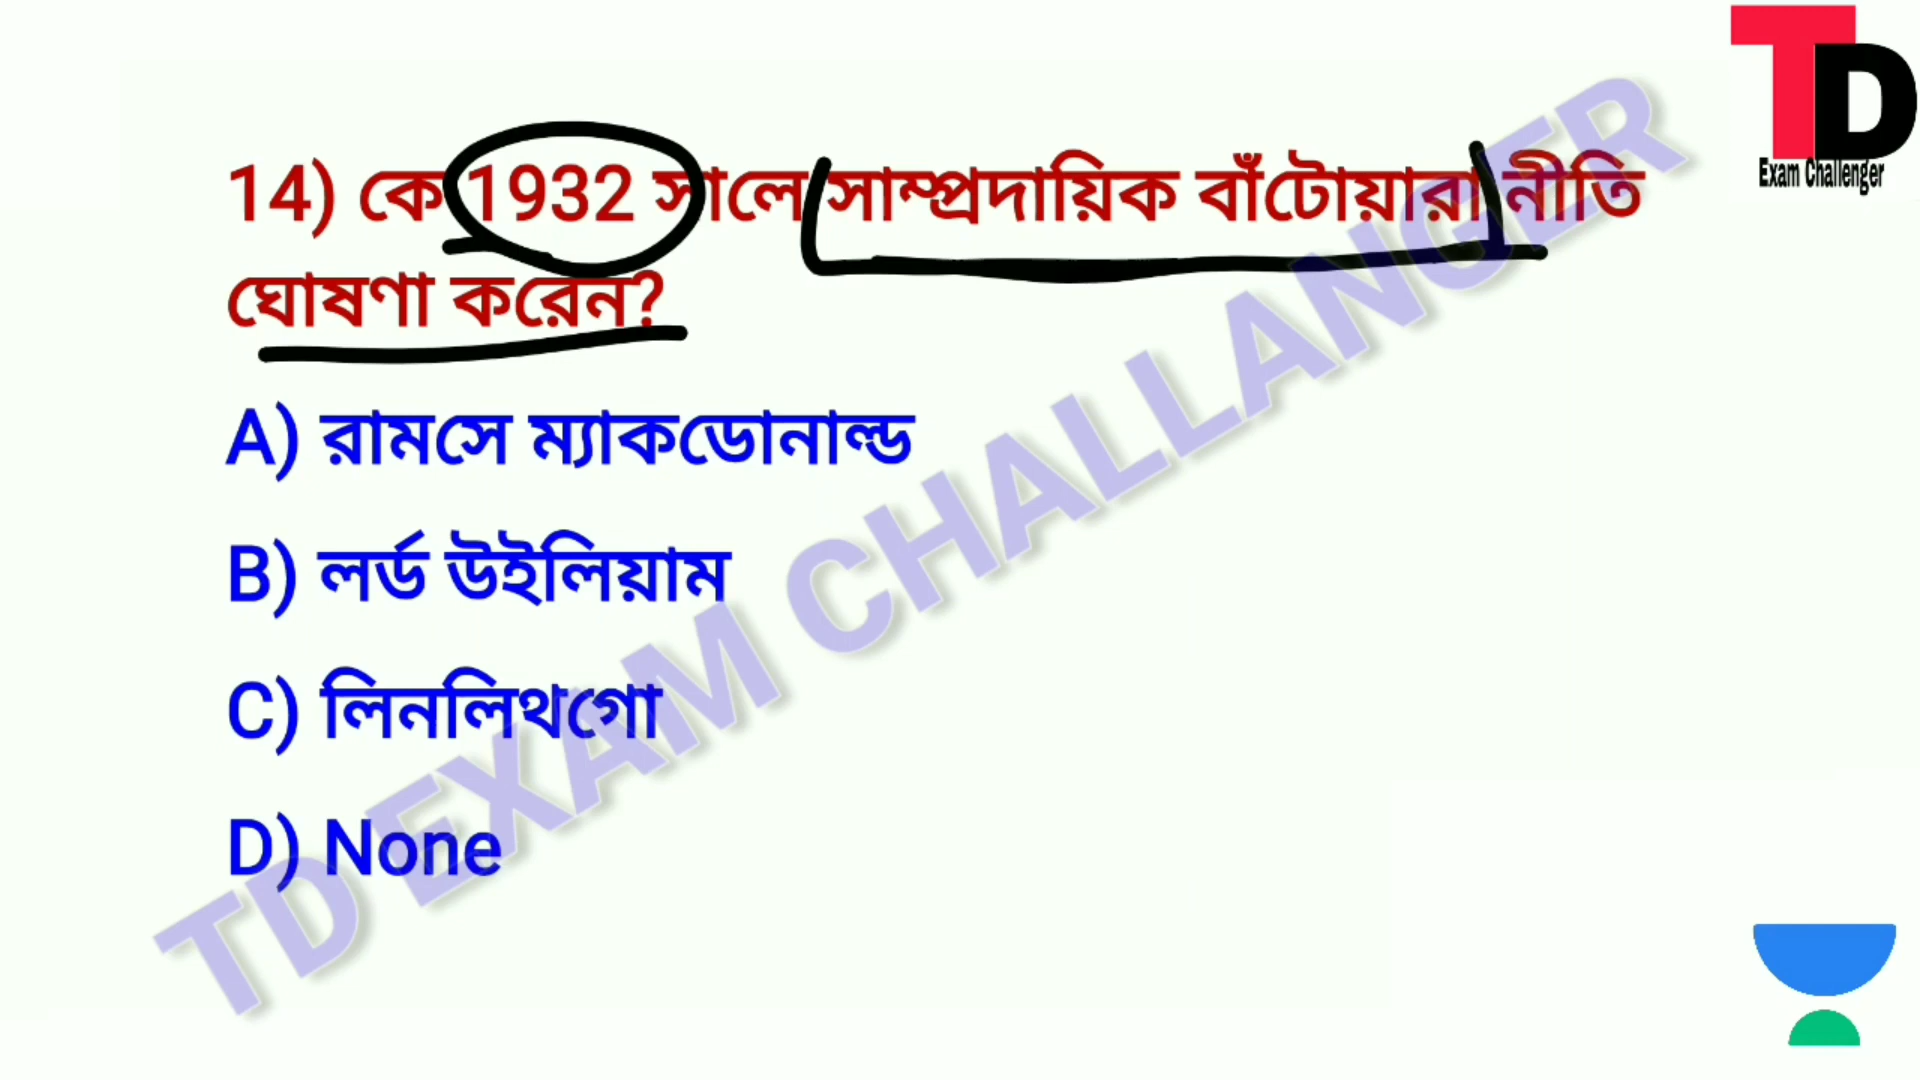 TD
Exam Challenger
14) কে 1932 সালে সাম্প্রদায়িক বাঁটোয়ারা নীতি
ঘোষণা করেন?
A) রামসে ম্যাকডোনাল্ড
B) লর্ড উইলিয়াম
C) লিনলিথগো
D) None
TD EXAM CHALLANGER